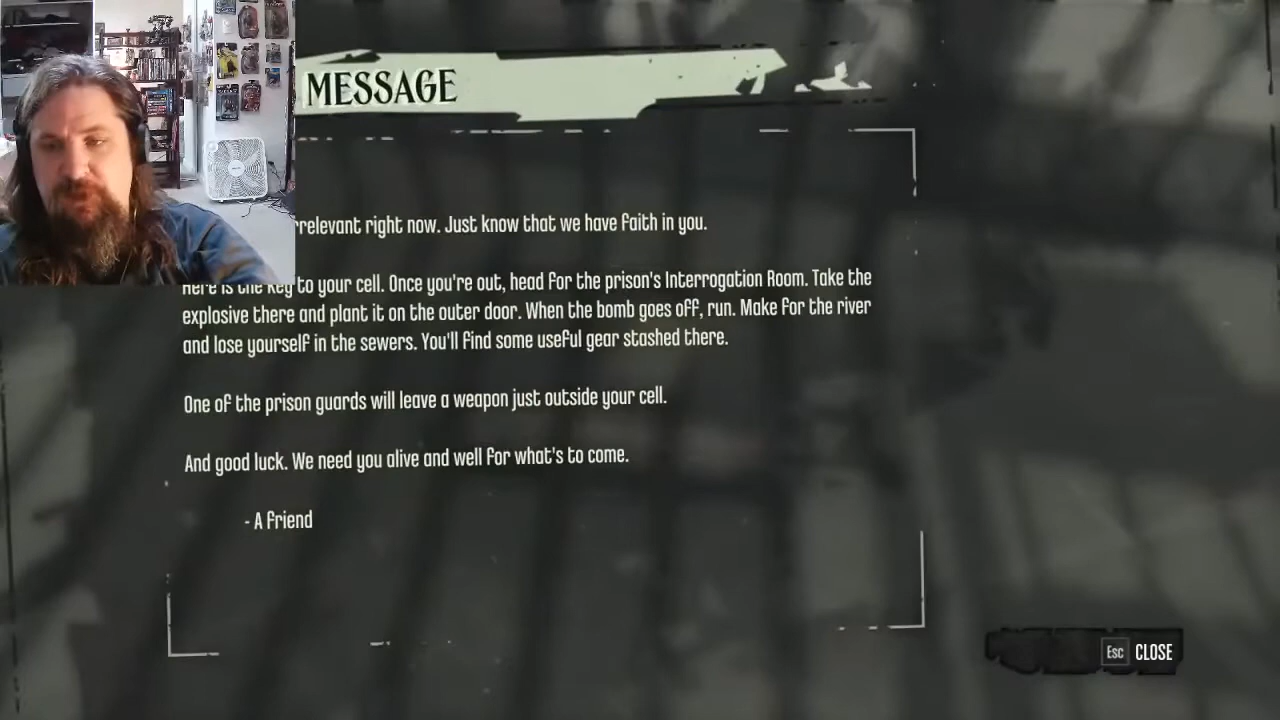 MESSAGE
relevant right now. Just know that we have faith in you.
Here is the key to your cell. Once you're out, head for the prison's Interrogation Room. Take the
explosive there and plant it on the outer door. When the bomb goes off, run. Make for the river
and lose yourself in the sewers. You'll find some useful gear stashed there.
One of the prison guards will leave a weapon just outside your cell.
And good luck. We need you alive and well for what's to come.
- A friend
Esc CLOSE